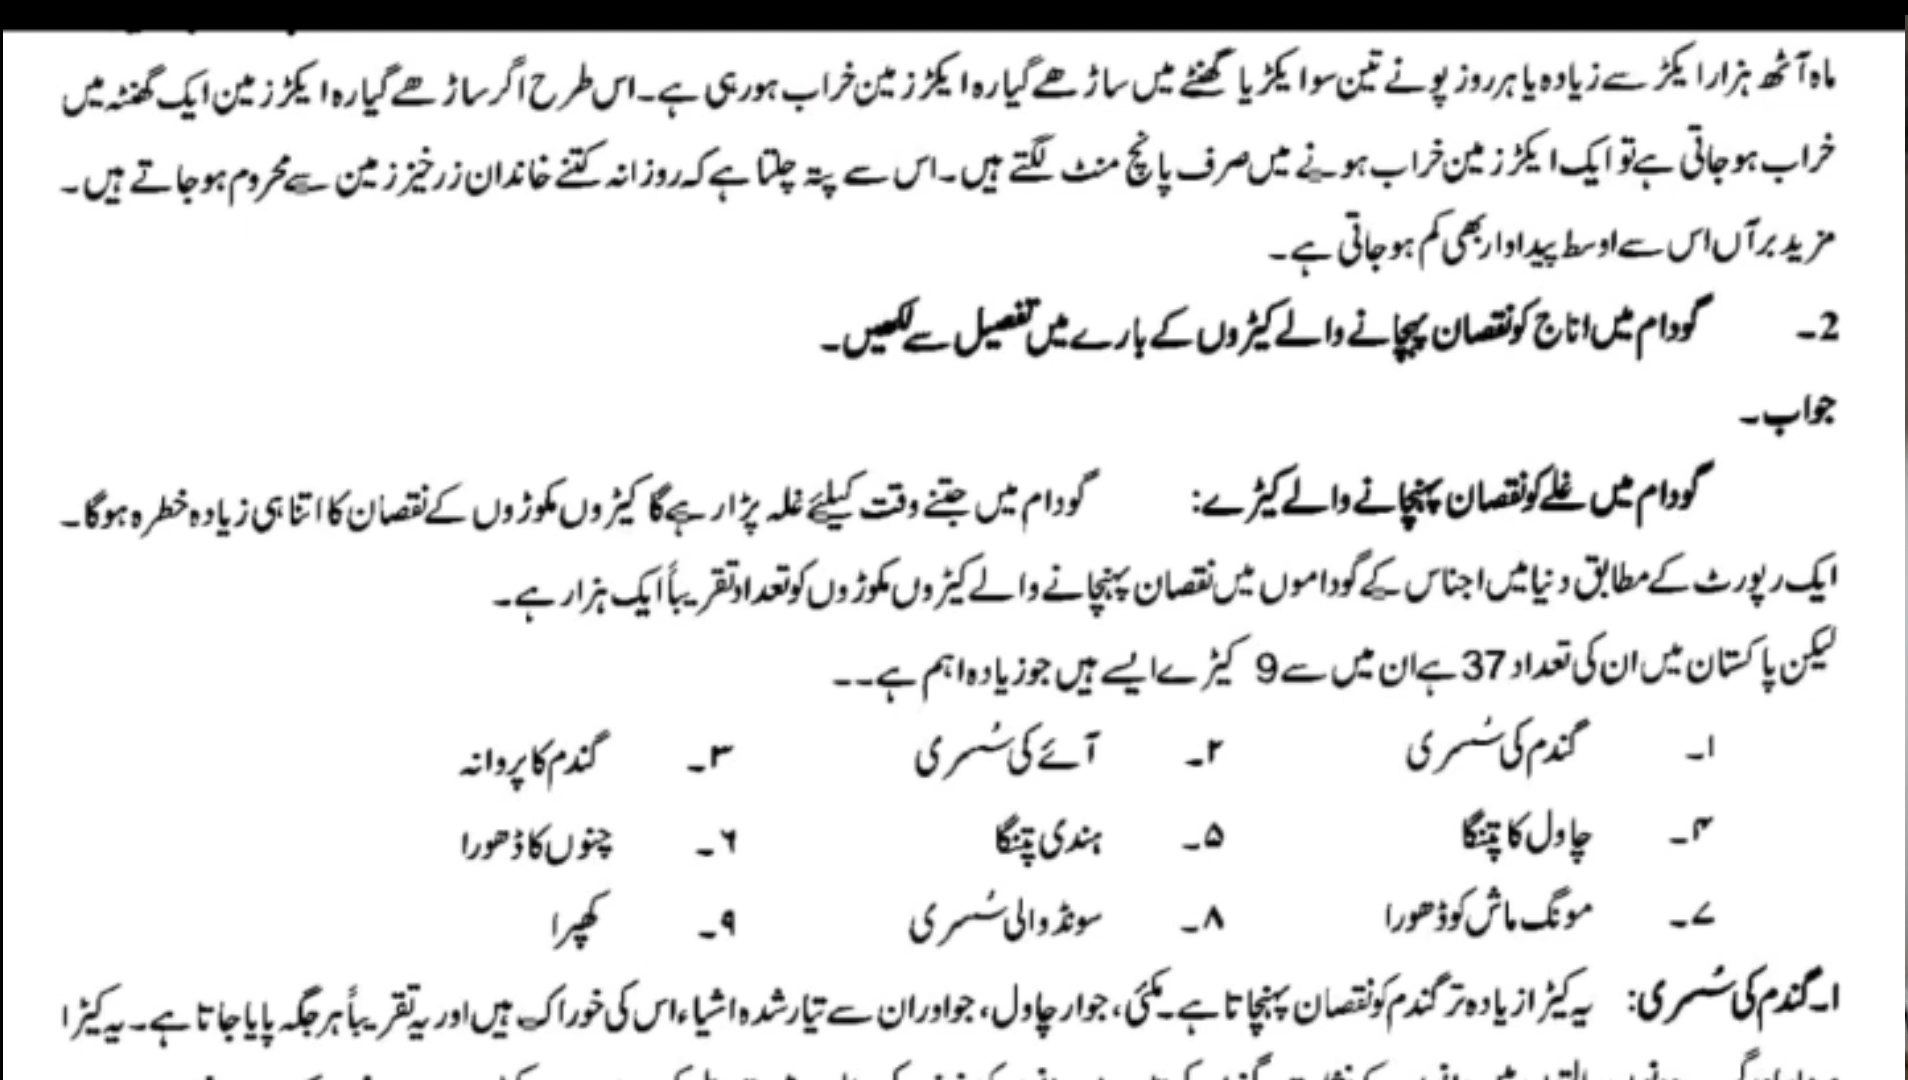 ماہ آٹھ ہزار ایکڑ سے زیادہ یا ہر روز پونے تین سو ایکڑ یا گھنٹے میں ساڑھے گیارہ ایکڑ زمین خراب ہو رہی ہے۔ اس طرح اگر ساڑھے گیارہ ایکڑ زمین ایک گھنٹہ میں
خراب ہو جاتی ہے تو ایک ایکڑ زمین خراب ہونے میں صرف پانچ منٹ لگتے ہیں۔ اس سے پتہ چلتا ہے کہ روزانہ کتنے خاندان زرخیز زمین سے محروم ہو جاتے ہیں۔
مزید برآں اس سے اوسط پیداوار بھی کم ہو جاتی ہے۔
2۔ گودام میں اناج کو نقصان پہچانے والے کیڑوں کے بارے میں تفصیل سے لکھیں۔
جواب۔
گودام میں غلے کو نقصان پہنچانے والے کیڑے: گودام میں جتنے وقت کیلئے غلہ پڑا رہے گا کیڑوں مکوڑوں کے نقصان کا اتنا ہی زیادہ خطرہ ہو گا۔
ایک رپورٹ کے مطابق دنیا میں اجناس کے گوداموں میں نقصان پہنچانے والے کیڑوں مکوڑوں کو تعداد تقریباً ایک ہزار ہے۔
لیکن پاکستان میں ان کی تعداد 37 ہے ان میں سے 9 کیڑے ایسے ہیں جو زیادہ اہم ہے۔۔
۱۔ گندم کی سُسری ۲۔ آٹے کی سُسری ۳۔ گندم کا پروانہ
۴۔ چاول کا پتنگا ۵۔ ہندی پتنگا ۶۔ چنوں کا ڈھورا
۷۔ مونگ ماش کو ڈھورا ۸۔ سونڈ والی سُسری ۹۔ کھپرا
۱۔ گندم کی سُسری: یہ کیڑا زیادہ تر گندم کو نقصان پہنچاتا ہے۔ مکئی، جوار چاول، جو اور ان سے تیار شدہ اشیاء اس کی خوراک ہیں اور یہ تقریباً ہر جگہ پایا جاتا ہے۔ یہ کیڑا